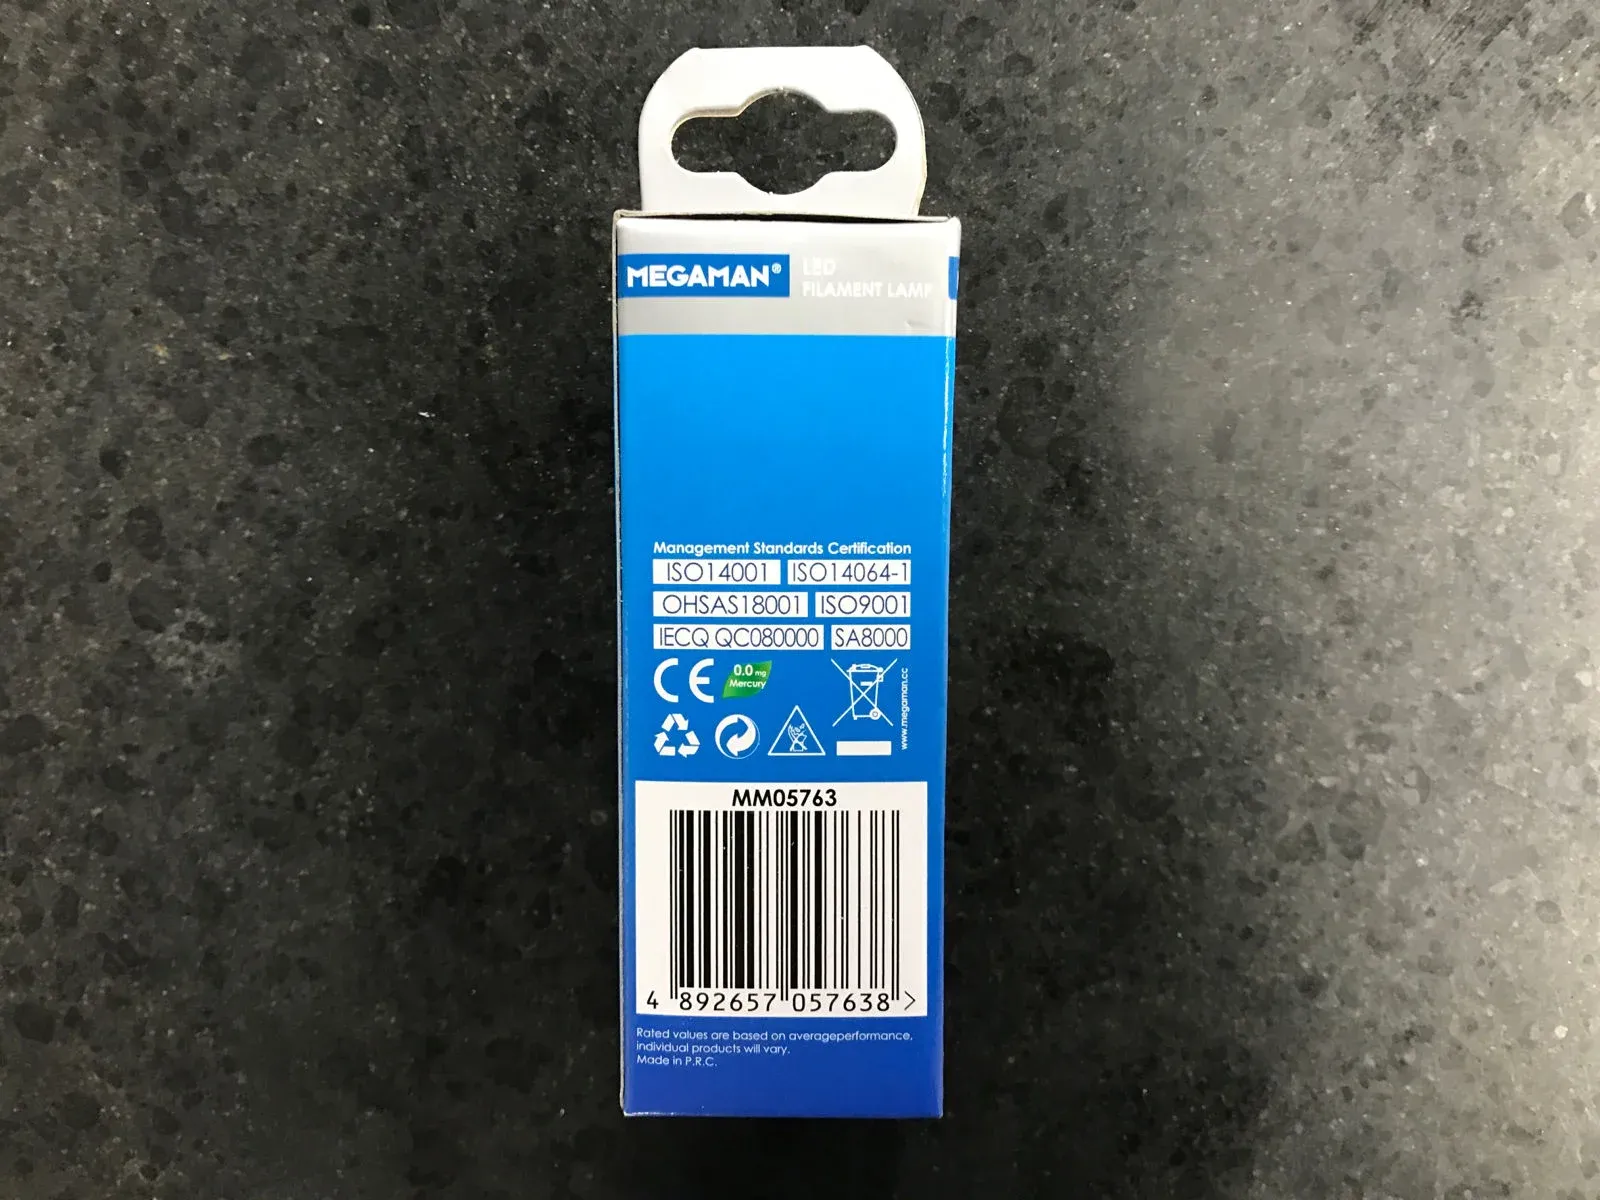 MEGAMAN®
LED
FILAMENT LAMP
Management Standards Certification
ISO14001 ISO14064-1
OHSAS18001 ISO9001
IECQ QC080000 SA8000
CE 0.0 mg
Mercury
www.megaman.cc
MM05763
4 892657 057638 >
Rated values are based on averageperformance,
individual products will vary.
Made in P.R.C.